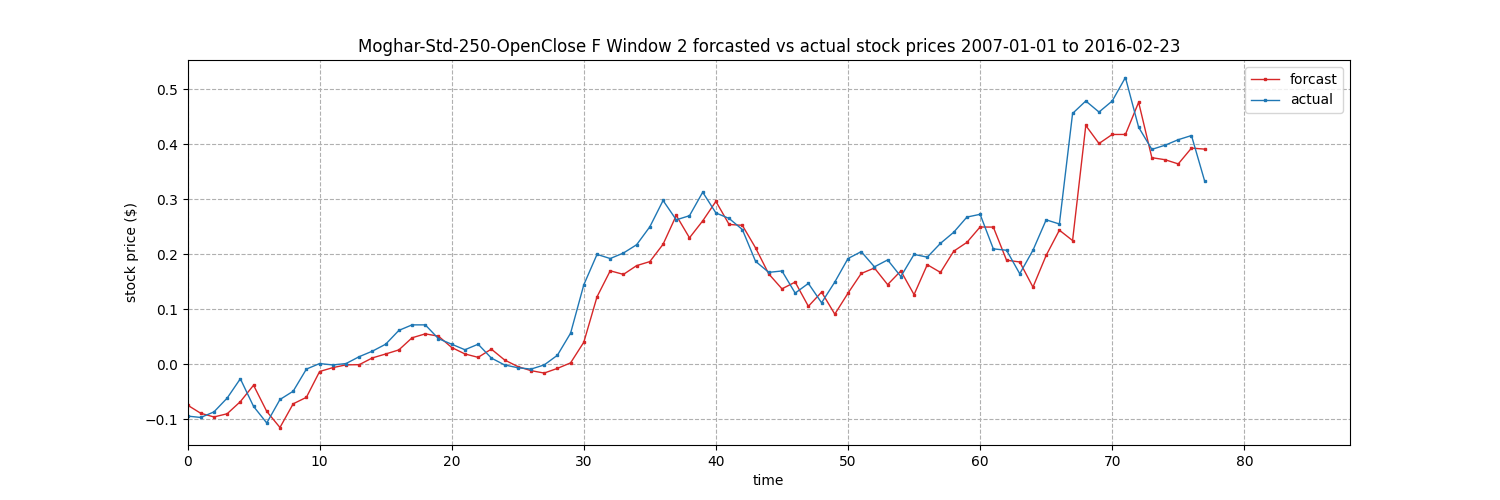 Moghar-Std-250-OpenClose F Window 2 forcasted vs actual stock prices 2007-01-01 to 2016-02-23
forcast
actual
0.5
0.4
0.3
0.2
0.1
0.0
−0.1
stock price ($)
0 10 20 30 40 50 60 70 80
time